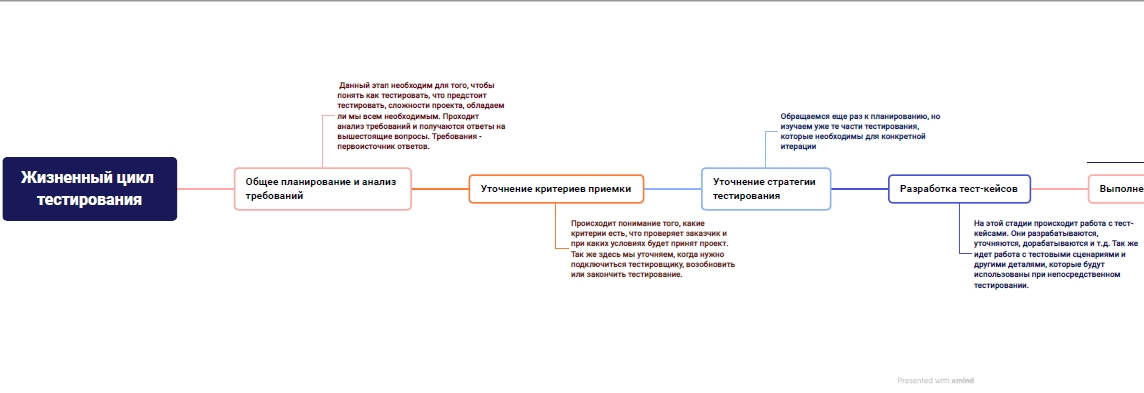 Данный этап необходим для того, чтобы
понять как тестировать, что предстоит
тестировать, сложности проекта, обладаем
ли мы всем необходимым. Проходит
анализ требований и получаются ответы на
вышестоящие вопросы. Требования -
первоисточник ответов.
Обращаемся еще раз к планированию, но
изучаем уже те части тестирования,
которые необходимы для конкретной
итерации
Жизненный цикл
тестирования
Общее планирование и анализ
требований
Уточнение критериев приемки
Уточнение стратегии
тестирования
Разработка тест-кейсов
Выполне
Происходит понимание того, какие
критерии есть, что проверяет заказчик и
при каких условиях будет принят проект.
Так же здесь мы уточняем, когда нужно
подключиться тестировщику, возобновить
или закончить тестирование.
На этой стадии происходит работа с тест-
кейсами. Они разрабатываются,
уточняются, дорабатываются и т.д. Так же
идет работа с тестовыми сценариями и
другими деталями, которые будут
использованы при непосредственном
тестировании.
Presented with xmind